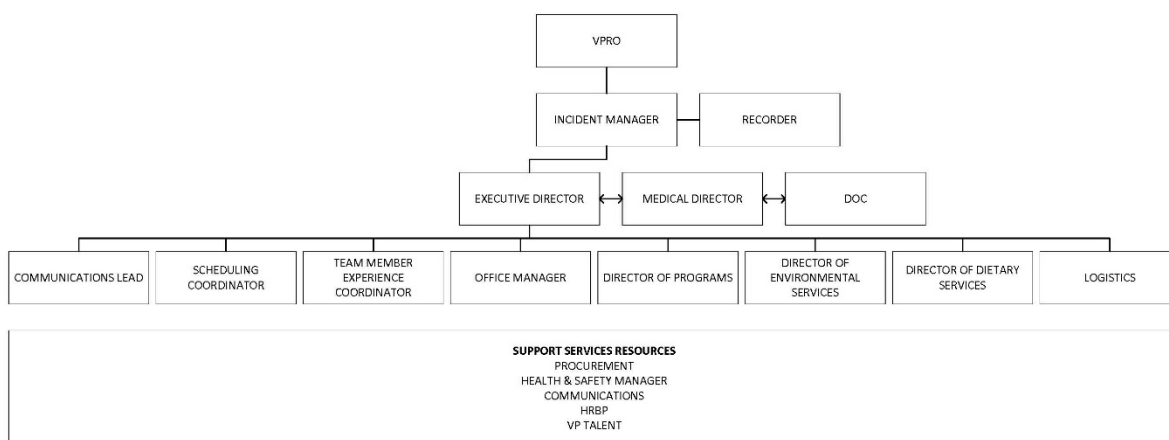 VPRO
INCIDENT MANAGER
RECORDER
EXECUTIVE DIRECTOR
MEDICAL DIRECTOR
DOC
COMMUNICATIONS LEAD
SCHEDULING
COORDINATOR
TEAM MEMBER
EXPERIENCE
COORDINATOR
OFFICE MANAGER
DIRECTOR OF PROGRAMS
DIRECTOR OF
ENVIRONMENTAL
SERVICES
DIRECTOR OF DIETARY
SERVICES
LOGISTICS
SUPPORT SERVICES RESOURCES
PROCUREMENT
HEALTH & SAFETY MANAGER
COMMUNICATIONS
HRBP
VP TALENT